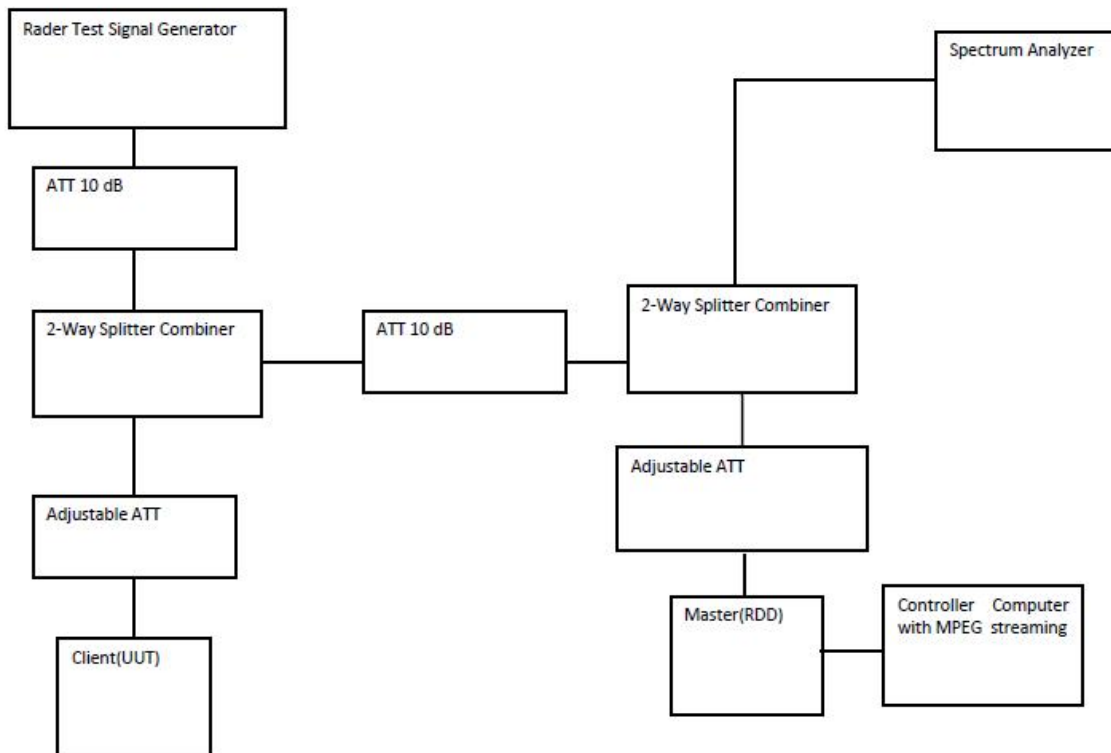 Rader Test Signal Generator
Spectrum Analyzer
ATT 10 dB
2-Way Splitter Combiner
ATT 10 dB
2-Way Splitter Combiner
Adjustable ATT
Adjustable ATT
Master(RDD)
Controller Computer
with MPEG streaming
Client(UUT)